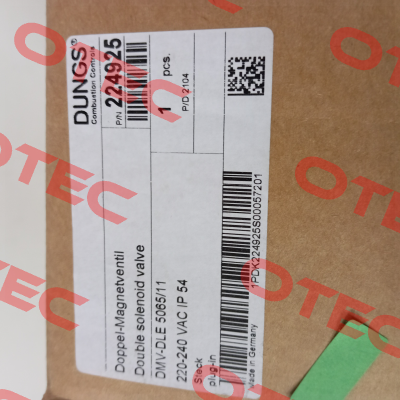 DUNGS®
Combustion Controls
P/N 224925
1 pcs.
P/D 2104
Doppel-Magnetventil
Double solenoid valve
DMV-DLE 5065/11
220-240 VAC IP 54
Steck
plug-in
1PDK224925S00057201
Made in Germany
OTEC
OTEC
OTEC
OTEC